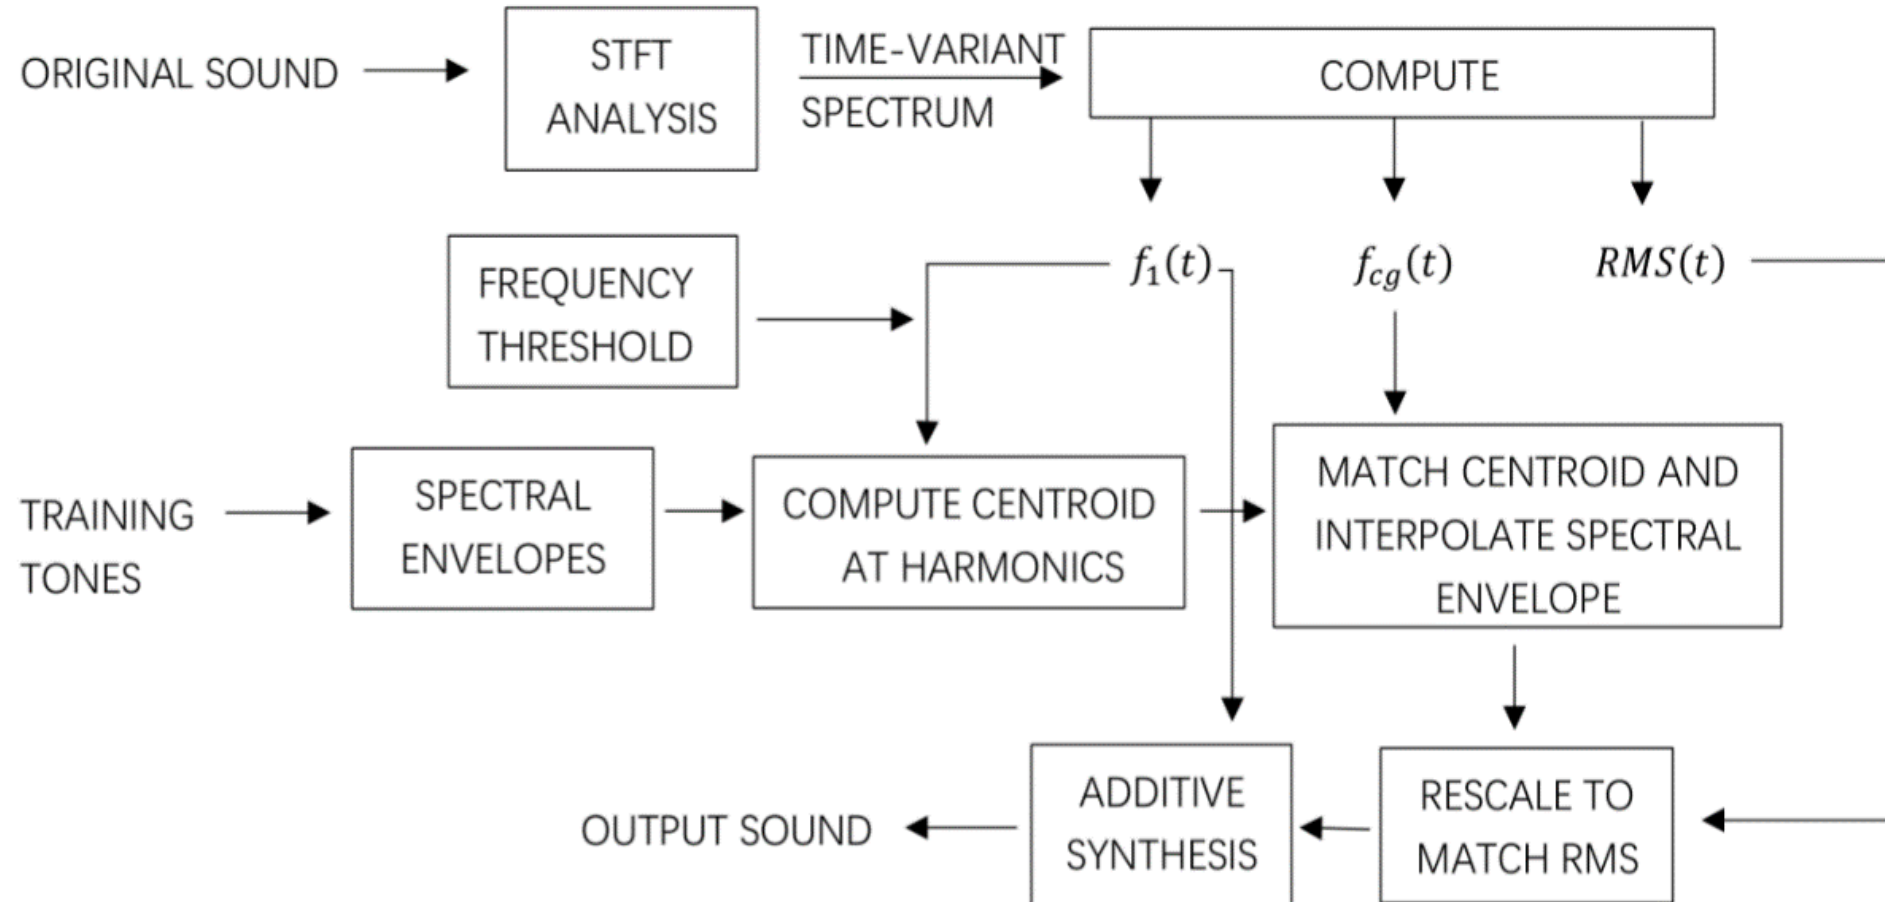 ORIGINAL SOUND
STFT
ANALYSIS
TIME-VARIANT
SPECTRUM
COMPUTE
FREQUENCY
THRESHOLD
f₁(t)
f_cg(t)
RMS(t)
TRAINING
TONES
SPECTRAL
ENVELOPES
COMPUTE CENTROID
AT HARMONICS
MATCH CENTROID AND
INTERPOLATE SPECTRAL
ENVELOPE
OUTPUT SOUND
ADDITIVE
SYNTHESIS
RESCALE TO
MATCH RMS